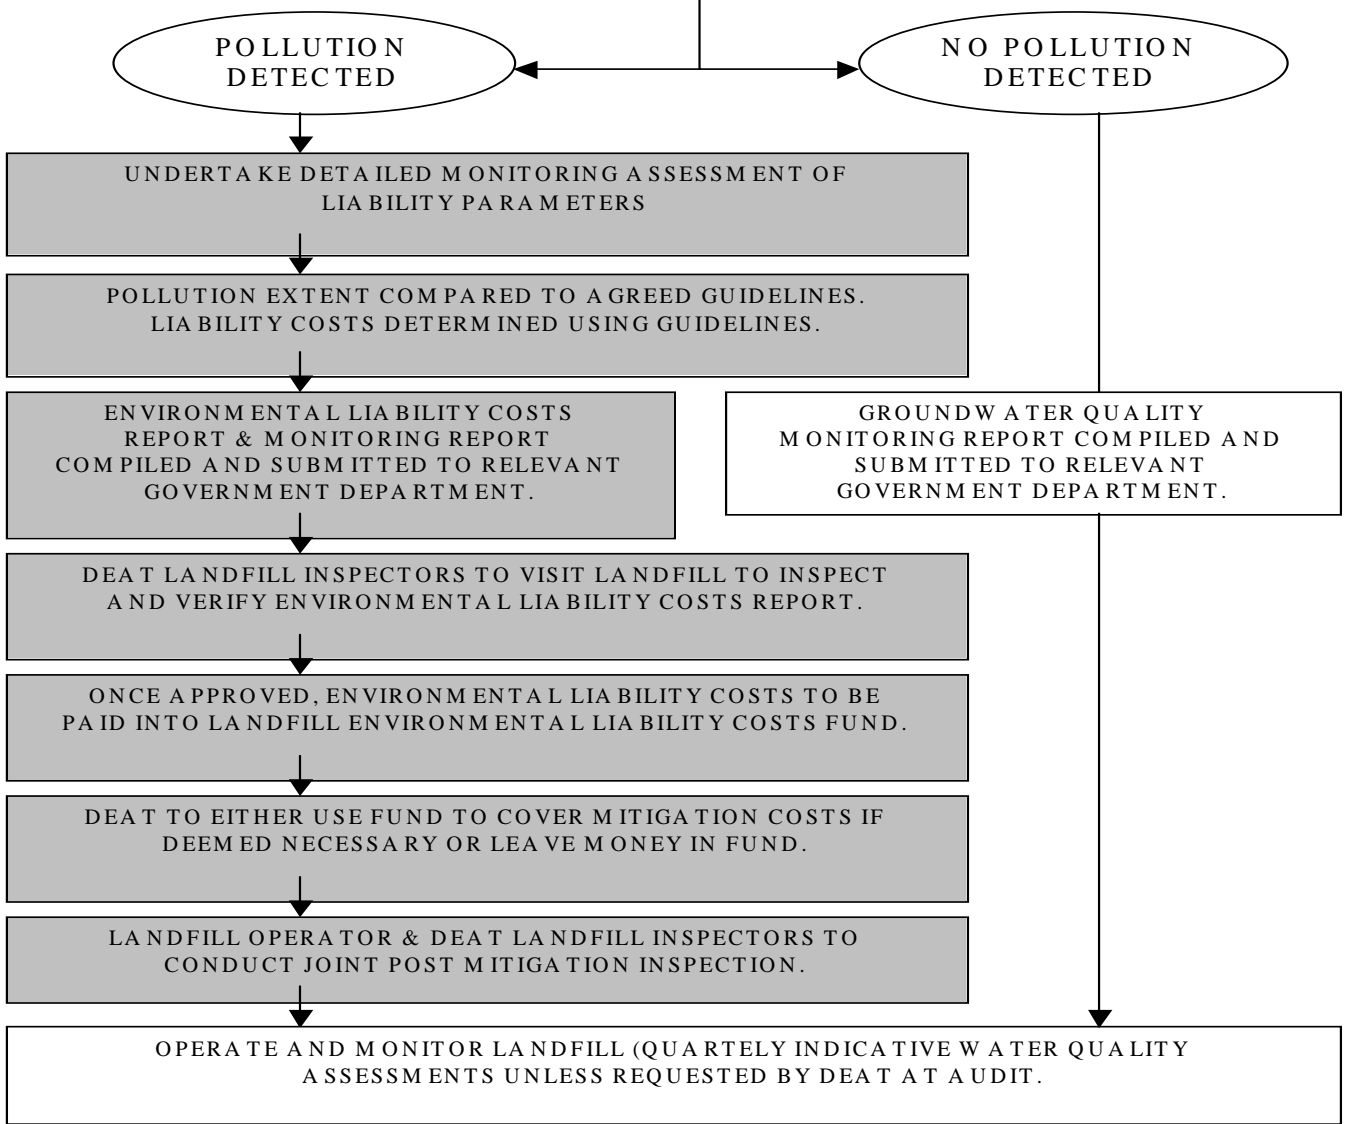 POLLUTION
DETECTED
NO POLLUTION
DETECTED
UNDERTAKE DETAILED MONITORING ASSESSMENT OF
LIABILITY PARAMETERS
POLLUTION EXTENT COMPARED TO AGREED GUIDELINES.
LIABILITY COSTS DETERMINED USING GUIDELINES.
ENVIRONMENTAL LIABILITY COSTS
REPORT & MONITORING REPORT
COMPILED AND SUBMITTED TO RELEVANT
GOVERNMENT DEPARTMENT.
GROUNDWATER QUALITY
MONITORING REPORT COMPILED AND
SUBMITTED TO RELEVANT
GOVERNMENT DEPARTMENT.
DEAT LANDFILL INSPECTORS TO VISIT LANDFILL TO INSPECT
AND VERIFY ENVIRONMENTAL LIABILITY COSTS REPORT.
ONCE APPROVED, ENVIRONMENTAL LIABILITY COSTS TO BE
PAID INTO LANDFILL ENVIRONMENTAL LIABILITY COSTS FUND.
DEAT TO EITHER USE FUND TO COVER MITIGATION COSTS IF
DEEMED NECESSARY OR LEAVE MONEY IN FUND.
LANDFILL OPERATOR & DEAT LANDFILL INSPECTORS TO
CONDUCT JOINT POST MITIGATION INSPECTION.
OPERATE AND MONITOR LANDFILL (QUARTELY INDICATIVE WATER QUALITY
ASSESSMENTS UNLESS REQUESTED BY DEAT AT AUDIT.